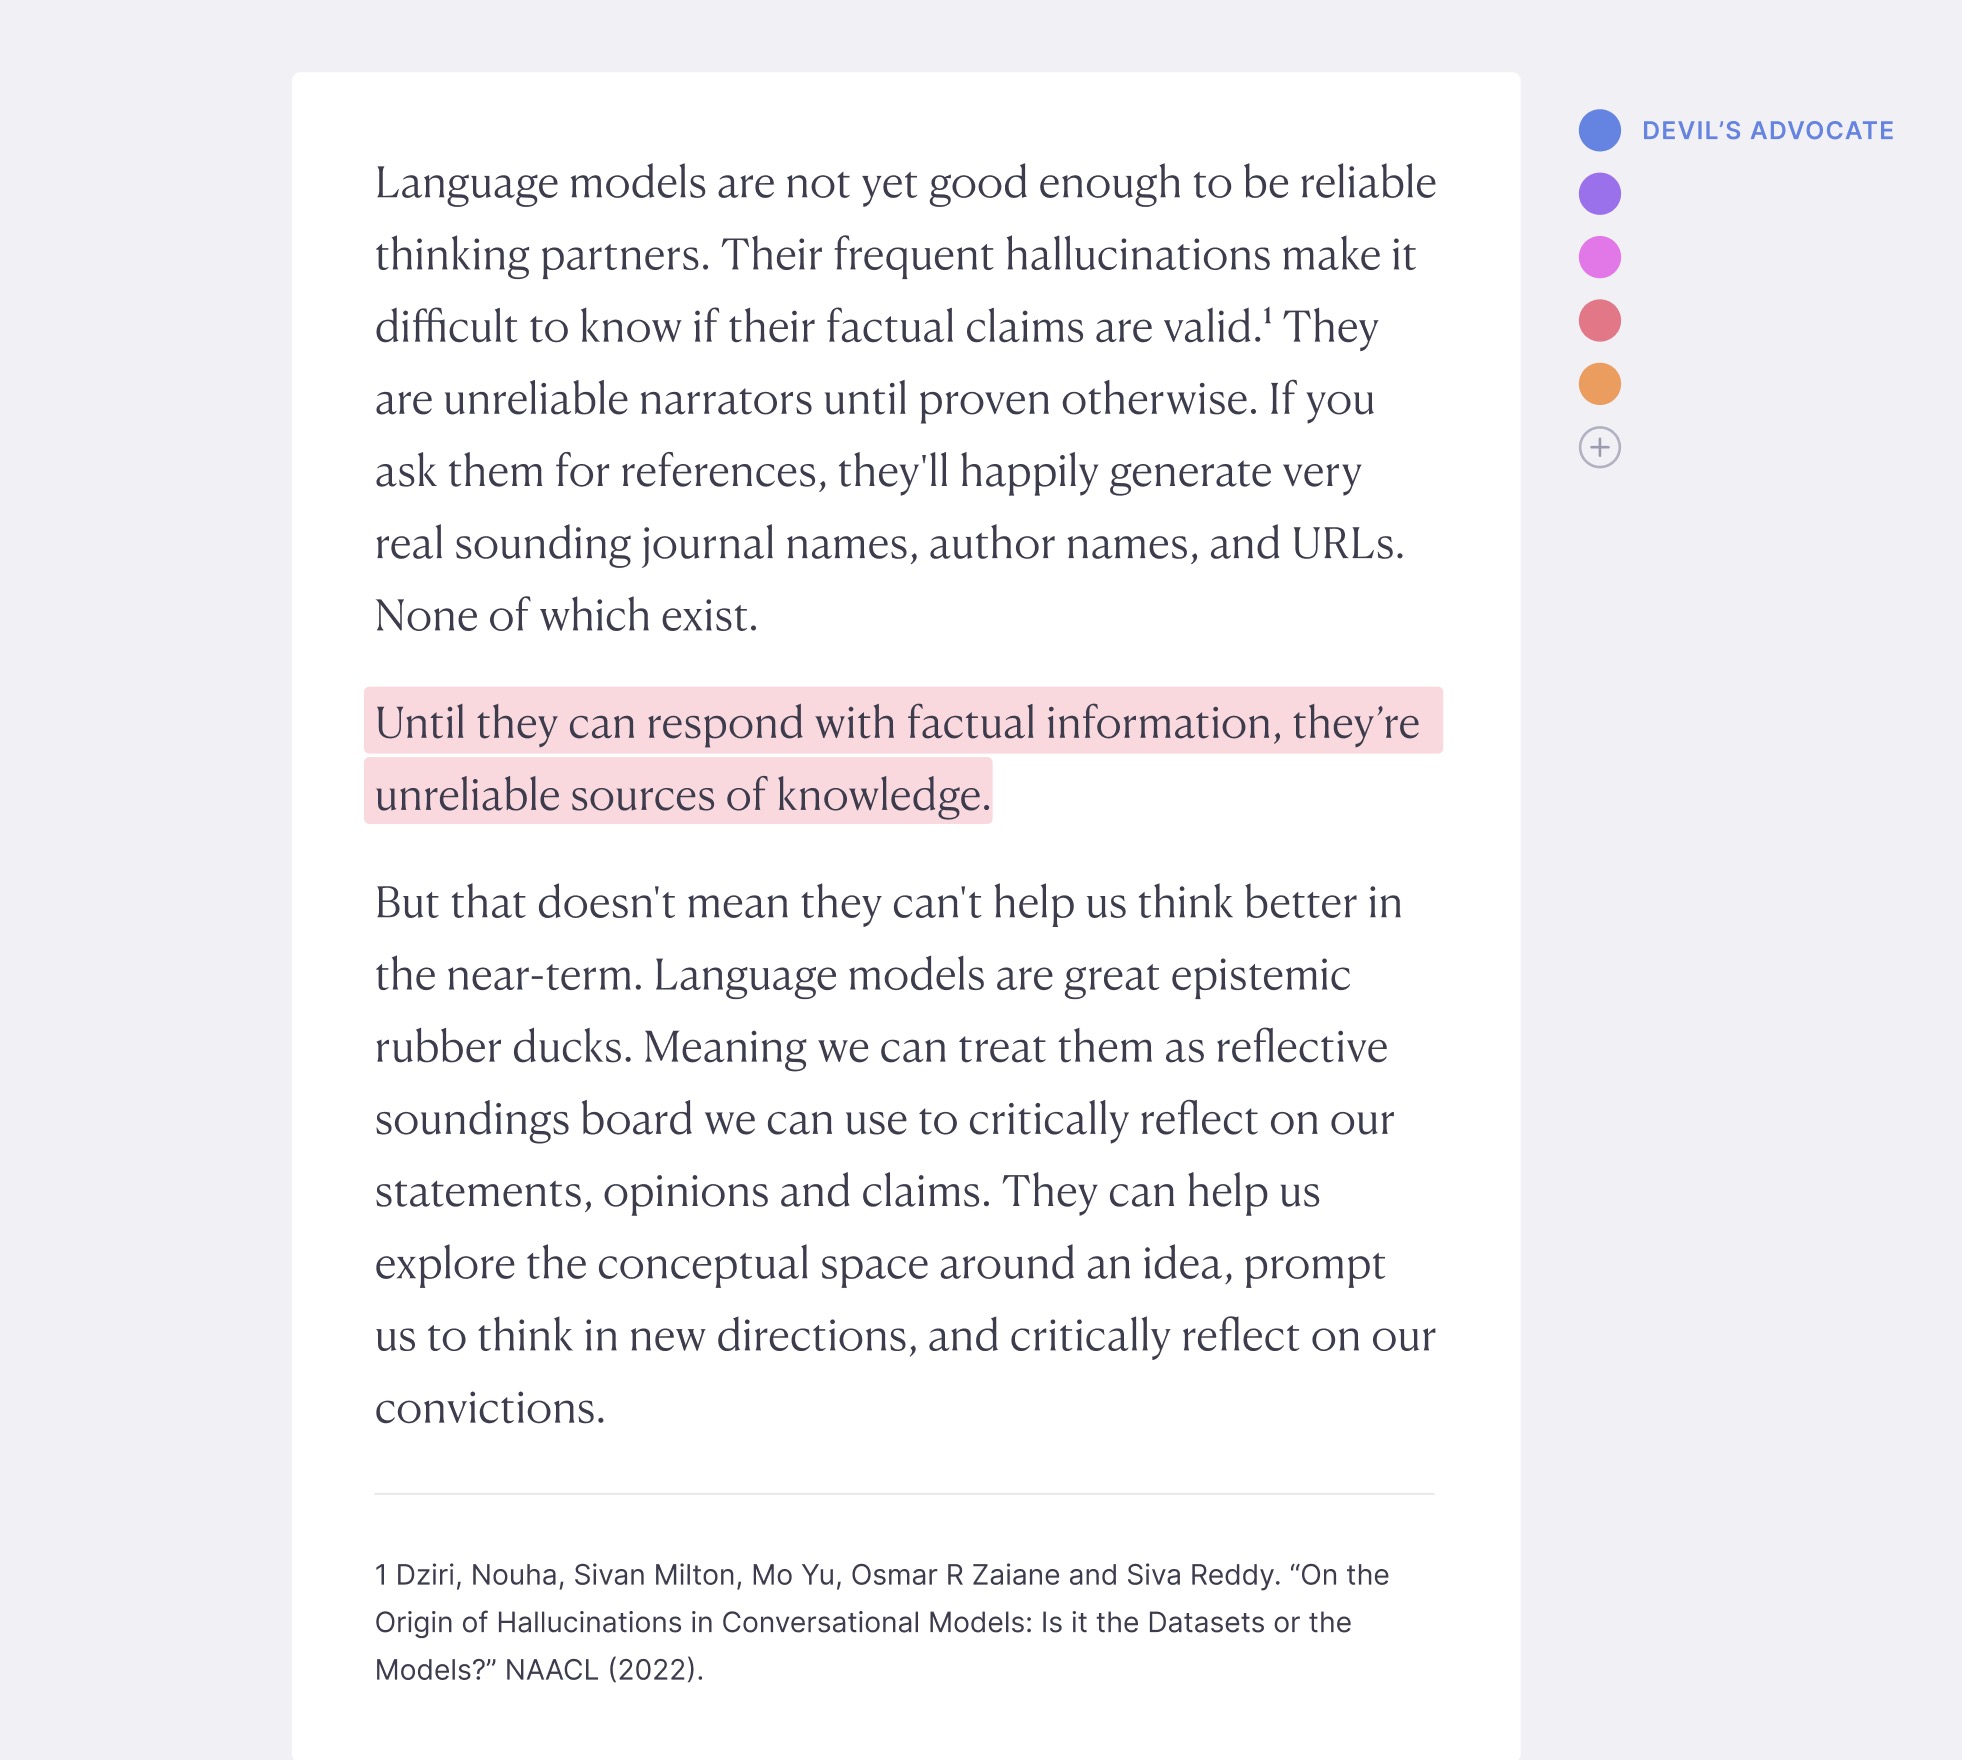 DEVIL’S ADVOCATE
Language models are not yet good enough to be reliable
thinking partners. Their frequent hallucinations make it
difficult to know if their factual claims are valid.¹ They
are unreliable narrators until proven otherwise. If you
ask them for references, they'll happily generate very
real sounding journal names, author names, and URLs.
None of which exist.
Until they can respond with factual information, they’re
unreliable sources of knowledge.
But that doesn't mean they can't help us think better in
the near-term. Language models are great epistemic
rubber ducks. Meaning we can treat them as reflective
soundings board we can use to critically reflect on our
statements, opinions and claims. They can help us
explore the conceptual space around an idea, prompt
us to think in new directions, and critically reflect on our
convictions.
1 Dziri, Nouha, Sivan Milton, Mo Yu, Osmar R Zaiane and Siva Reddy. “On the
Origin of Hallucinations in Conversational Models: Is it the Datasets or the
Models?” NAACL (2022).